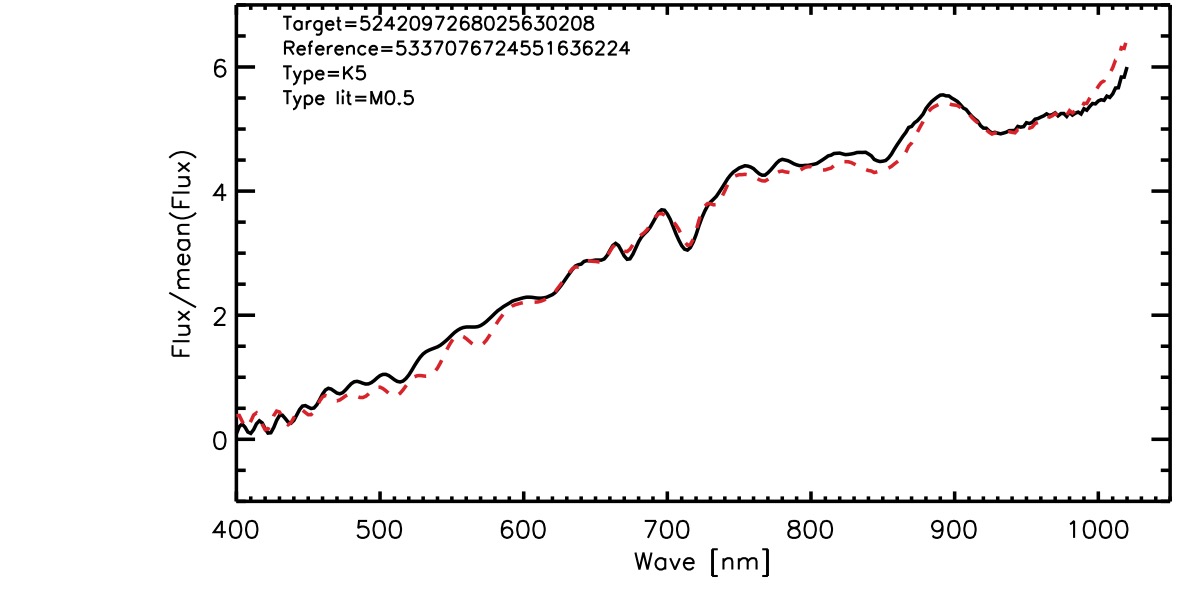 Target=5242097268025630208
Reference=5337076724551636224
Type=K5
Type lit=M0.5
Flux/mean(Flux)
6
4
2
0
400 500 600 700 800 900 1000
Wave [nm]